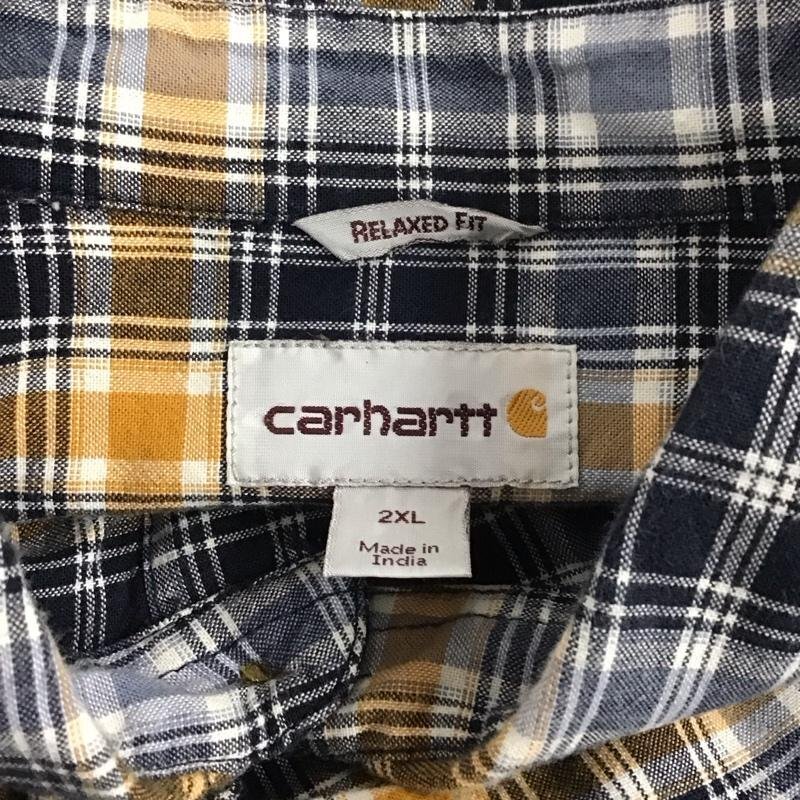 RELAXED FIT
carhartt
2XL
Made in
India